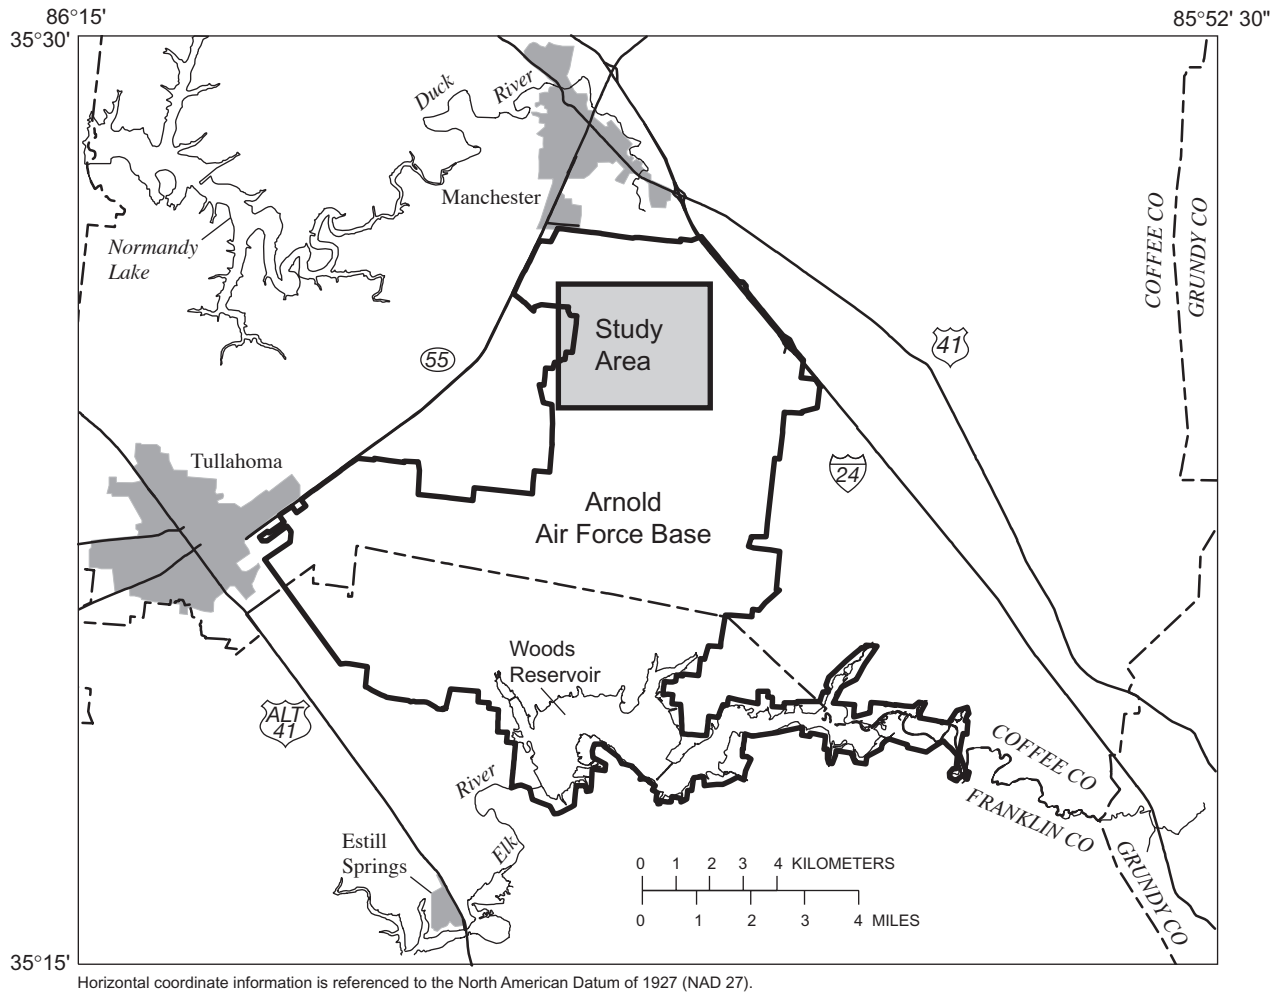 86°15'
85°52' 30"
35°30'
Duck
River
Manchester
Normandy
Lake
COFFEE CO
GRUNDY CO
Study
Area
55
41
Tullahoma
24
Arnold
Air Force Base
Woods
Reservoir
ALT
41
River
COFFEE CO
FRANKLIN CO
GRUNDY CO
Estill
Springs
Elk
0 1 2 3 4 KILOMETERS
0 1 2 3 4 MILES
35°15'
Horizontal coordinate information is referenced to the North American Datum of 1927 (NAD 27).